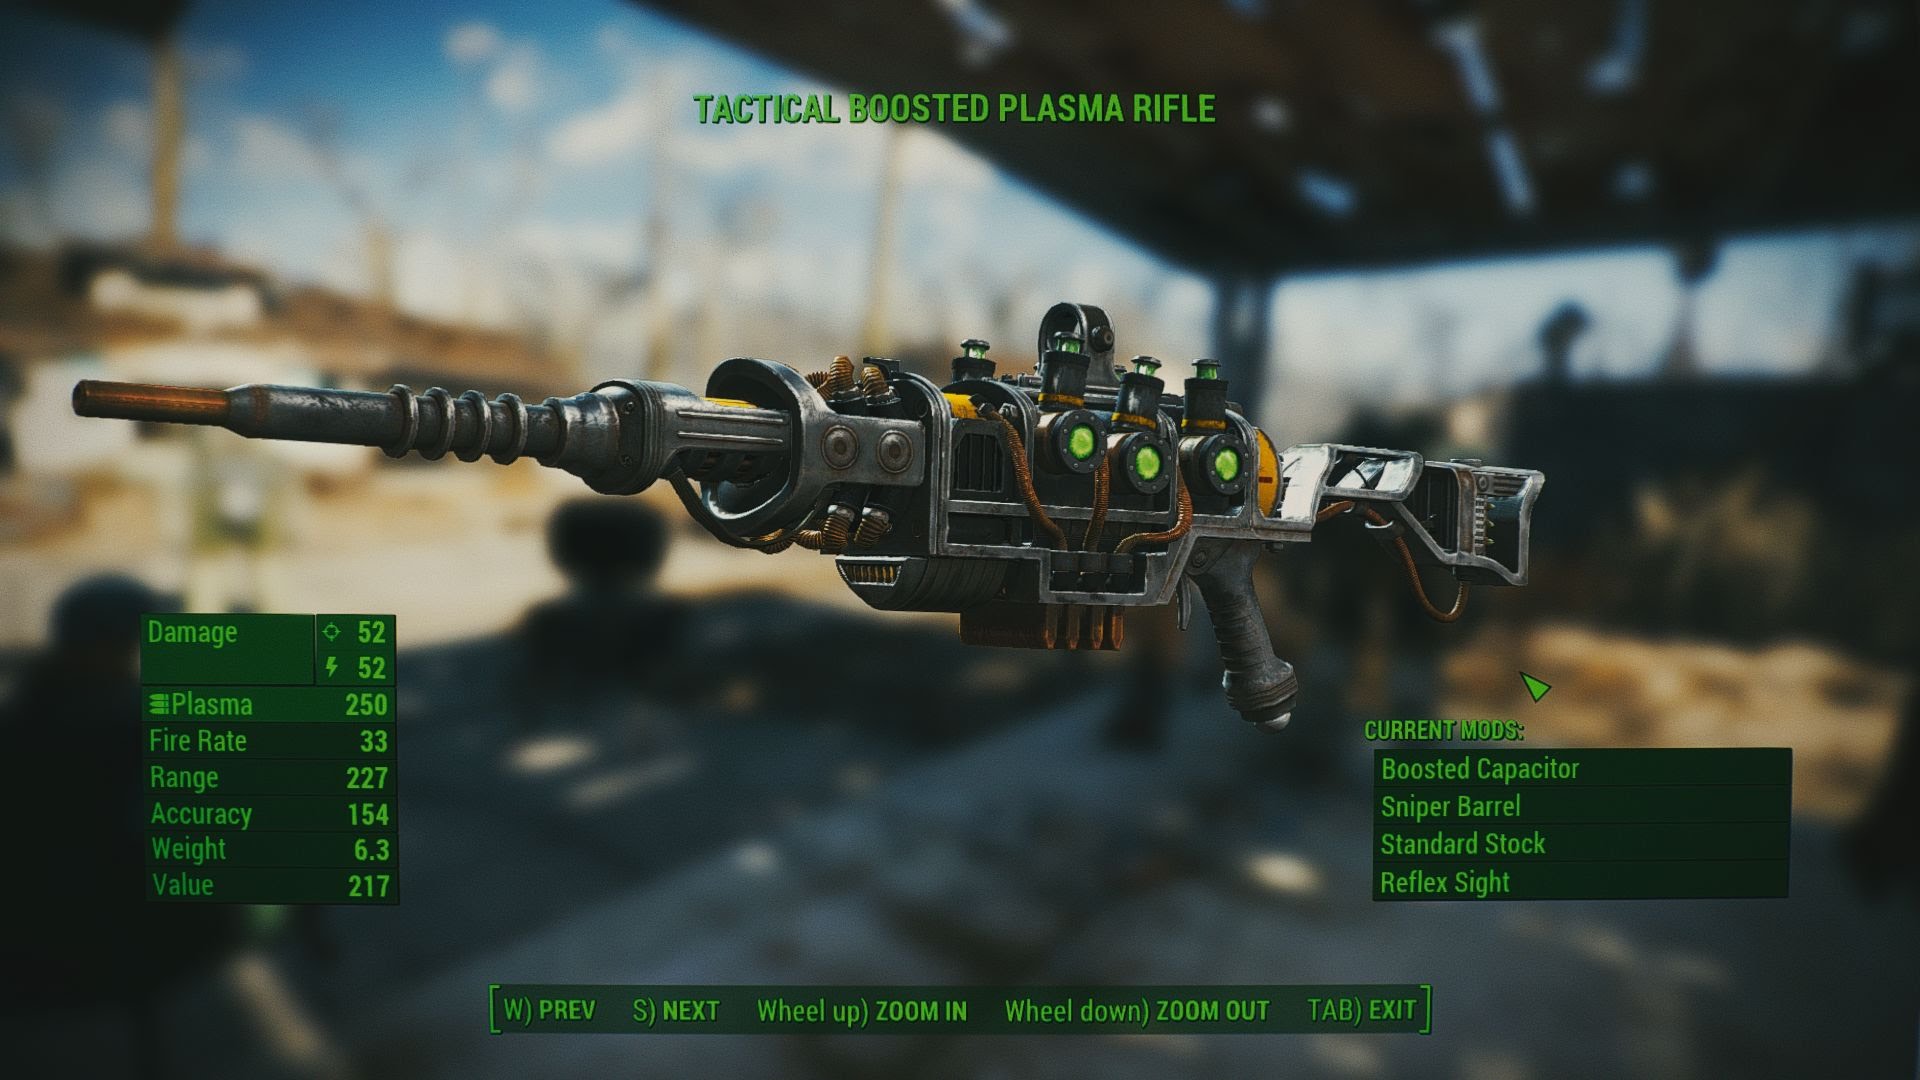 TACTICAL BOOSTED PLASMA RIFLE
Damage 52
52
Plasma 250
Fire Rate 33
Range 227
Accuracy 154
Weight 6.3
Value 217
CURRENT MODS:
Boosted Capacitor
Sniper Barrel
Standard Stock
Reflex Sight
[W) PREV S) NEXT Wheel up) ZOOM IN Wheel down) ZOOM OUT TAB) EXIT]